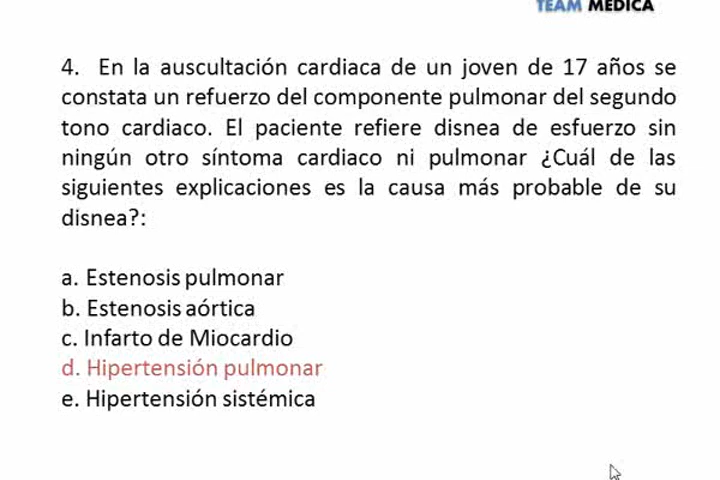 TEAM MEDICA
4. En la auscultación cardiaca de un joven de 17 años se
constata un refuerzo del componente pulmonar del segundo
tono cardiaco. El paciente refiere disnea de esfuerzo sin
ningún otro síntoma cardiaco ni pulmonar ¿Cuál de las
siguientes explicaciones es la causa más probable de su
disnea?:
a. Estenosis pulmonar
b. Estenosis aórtica
c. Infarto de Miocardio
d. Hipertensión pulmonar
e. Hipertensión sistémica